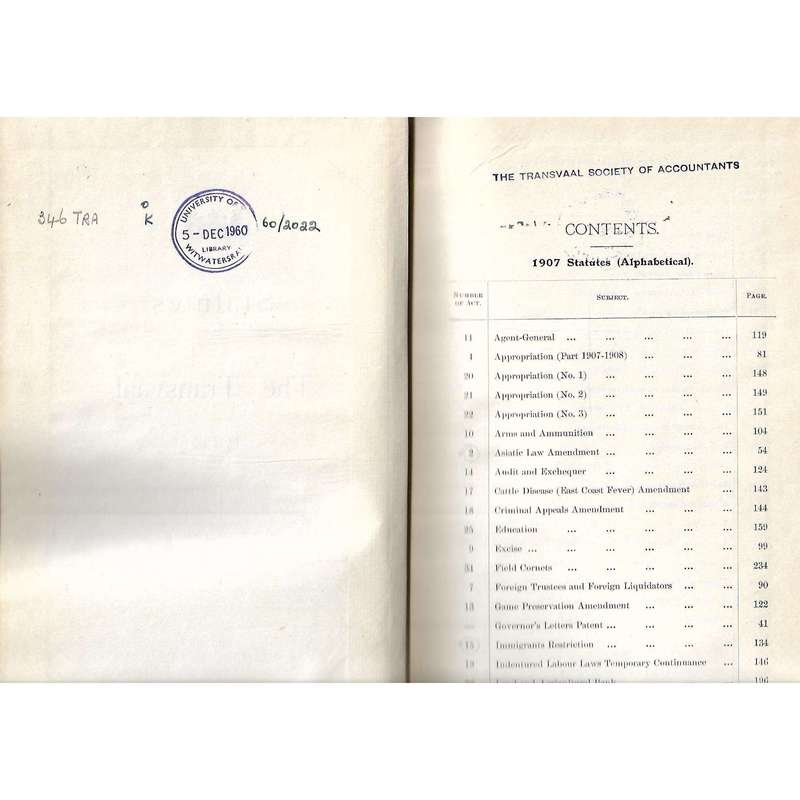 346 TRA
O
K
UNIVERSITY OF
5 - DEC 1960
LIBRARY
WITWATERSRA
60/2022
THE TRANSVAAL SOCIETY OF ACCOUNTANTS
CONTENTS.
1907 Statutes (Alphabetical).
NUMBER OF ACT. SUBJECT. PAGE.
11 Agent-General ... ... ... ... ... 119
1 Appropriation (Part 1907-1908) ... ... ... 81
20 Appropriation (No. 1) ... ... ... ... 148
21 Appropriation (No. 2) ... ... ... ... 149
22 Appropriation (No. 3) ... ... ... ... 151
10 Arms and Ammunition ... ... ... ... 104
2 Asiatic Law Amendment ... ... ... ... 54
14 Audit and Exchequer ... ... ... ... 124
17 Cattle Disease (East Coast Fever) Amendment ... 143
18 Criminal Appeals Amendment ... ... ... 144
25 Education ... ... ... ... ... 159
9 Excise ... ... ... ... ... ... 99
31 Field Cornets ... ... ... ... ... 234
7 Foreign Trustees and Foreign Liquidators ... ... 90
13 Game Preservation Amendment ... ... ... 122
— Governor's Letters Patent ... ... ... ... 41
(15) Immigrants Restriction ... ... ... ... 134
19 Indentured Labour Laws Temporary Continuance ... 146